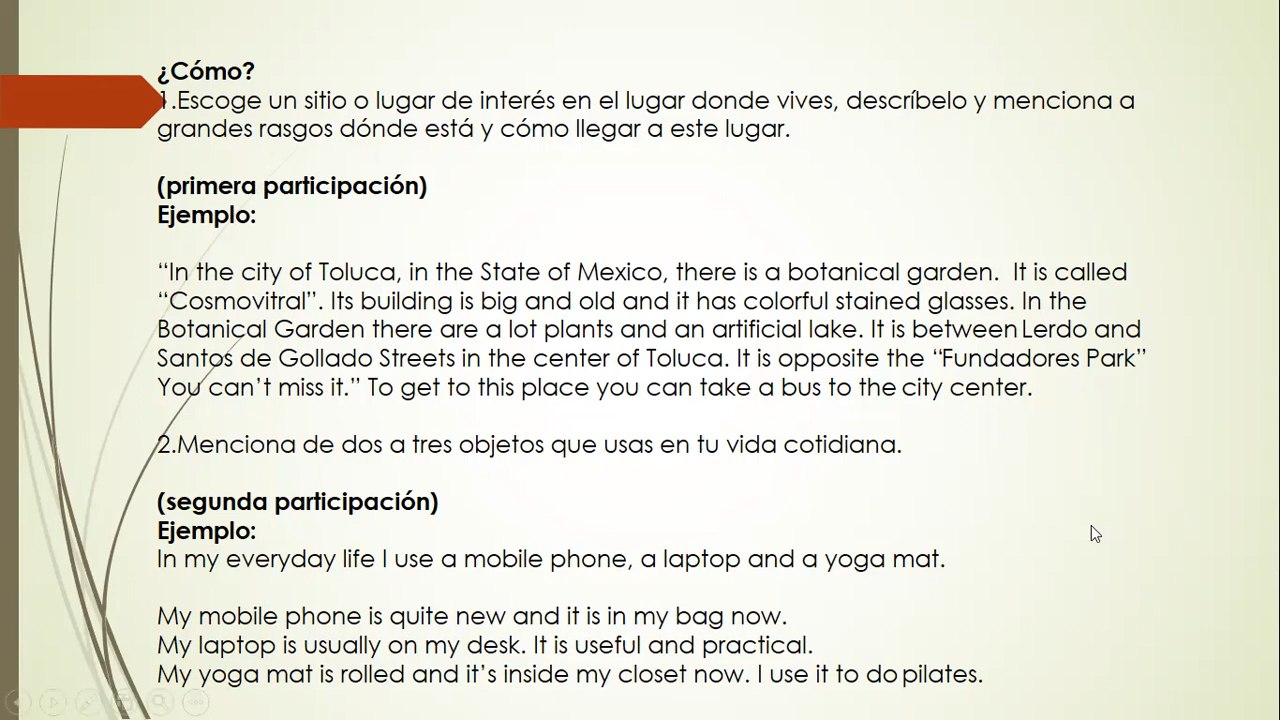 ¿Cómo?
1.Escoge un sitio o lugar de interés en el lugar donde vives, descríbelo y menciona a
grandes rasgos dónde está y cómo llegar a este lugar.
(primera participación)
Ejemplo:
“In the city of Toluca, in the State of Mexico, there is a botanical garden. It is called
“Cosmovitral”. Its building is big and old and it has colorful stained glasses. In the
Botanical Garden there are a lot plants and an artificial lake. It is between Lerdo and
Santos de Gollado Streets in the center of Toluca. It is opposite the “Fundadores Park”
You can’t miss it.” To get to this place you can take a bus to the city center.
2.Menciona de dos a tres objetos que usas en tu vida cotidiana.
(segunda participación)
Ejemplo:
In my everyday life I use a mobile phone, a laptop and a yoga mat.
My mobile phone is quite new and it is in my bag now.
My laptop is usually on my desk. It is useful and practical.
My yoga mat is rolled and it’s inside my closet now. I use it to do pilates.